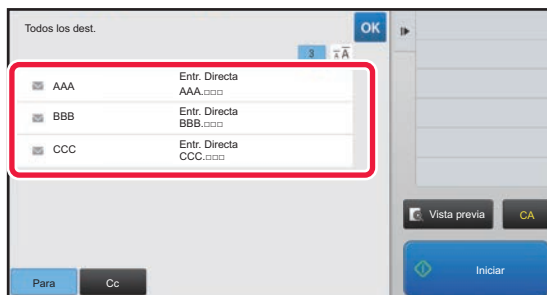 Todos los dest.
OK
3
AA
AAA
Entr. Directa
AAA.□□□
BBB
Entr. Directa
BBB.□□□
CCC
Entr. Directa
CCC.□□□
Vista previa
CA
Para
Cc
Iniciar